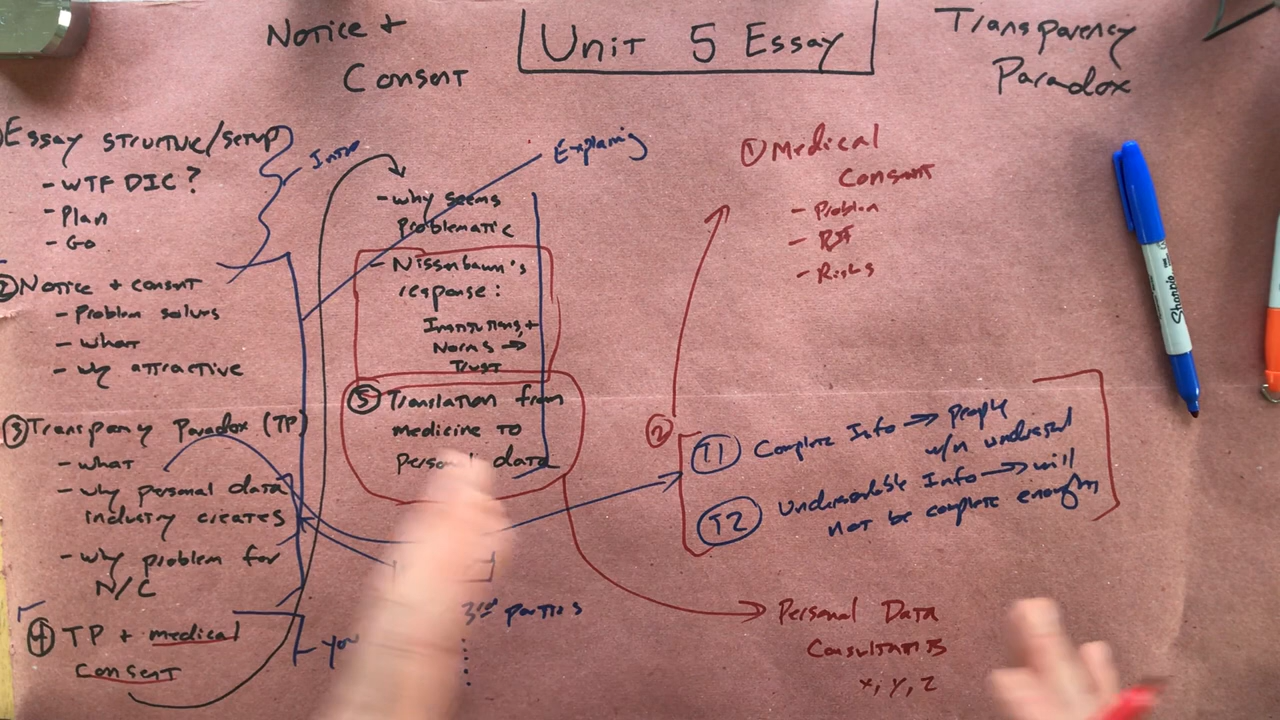 Notice +
Consent
Unit 5 Essay
Transparency
Paradox
Essay structure/setup
- WTF DIC?
- Plan
- Go
Intro
② Notice + consent
- Problem solves
- what
- why attractive
③ Transpancy Paradox (TP)
- what
- why personal data
industry creates
- why problem for
N/C
④ TP + medical
consent
Explaining
- why seems
problematic
- Nissenbaum's
response:
Institutions +
Norms →
Trust
⑤ Translation from
medicine to
personal data
3rd parties
① Medical
Consent
- Problem
- Risks
②
T1 Complete Info → people
w/n understand
T2 Understandable Info → will
not be complete enough
Personal Data
x, y, z
Sharpie